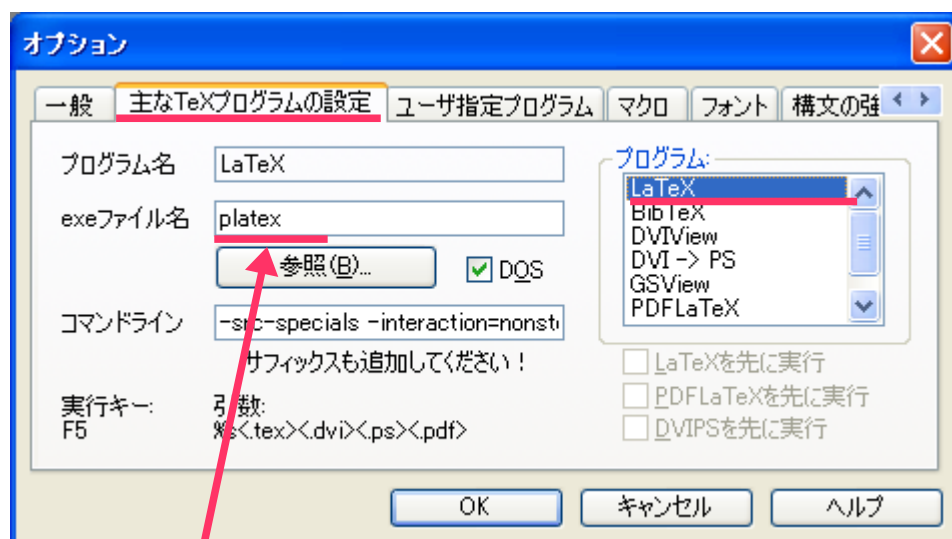 オプション
一般 主なTeXプログラムの設定 ユーザ指定プログラム マクロ フォント 構文の強
プログラム名 LaTeX
exeファイル名 platex
参照(B)...
DOS
コマンドライン -src-specials -interaction=nonst
サフィックスも追加してください!
実行キー:
F5
引数:
%s<.tex><.dvi><.ps><.pdf>
プログラム:
LaTeX
BibTeX
DVIView
DVI -> PS
GSView
PDFLaTeX
LaTeXを先に実行
PDFLaTeXを先に実行
DVIPSを先に実行
OK キャンセル ヘルプ